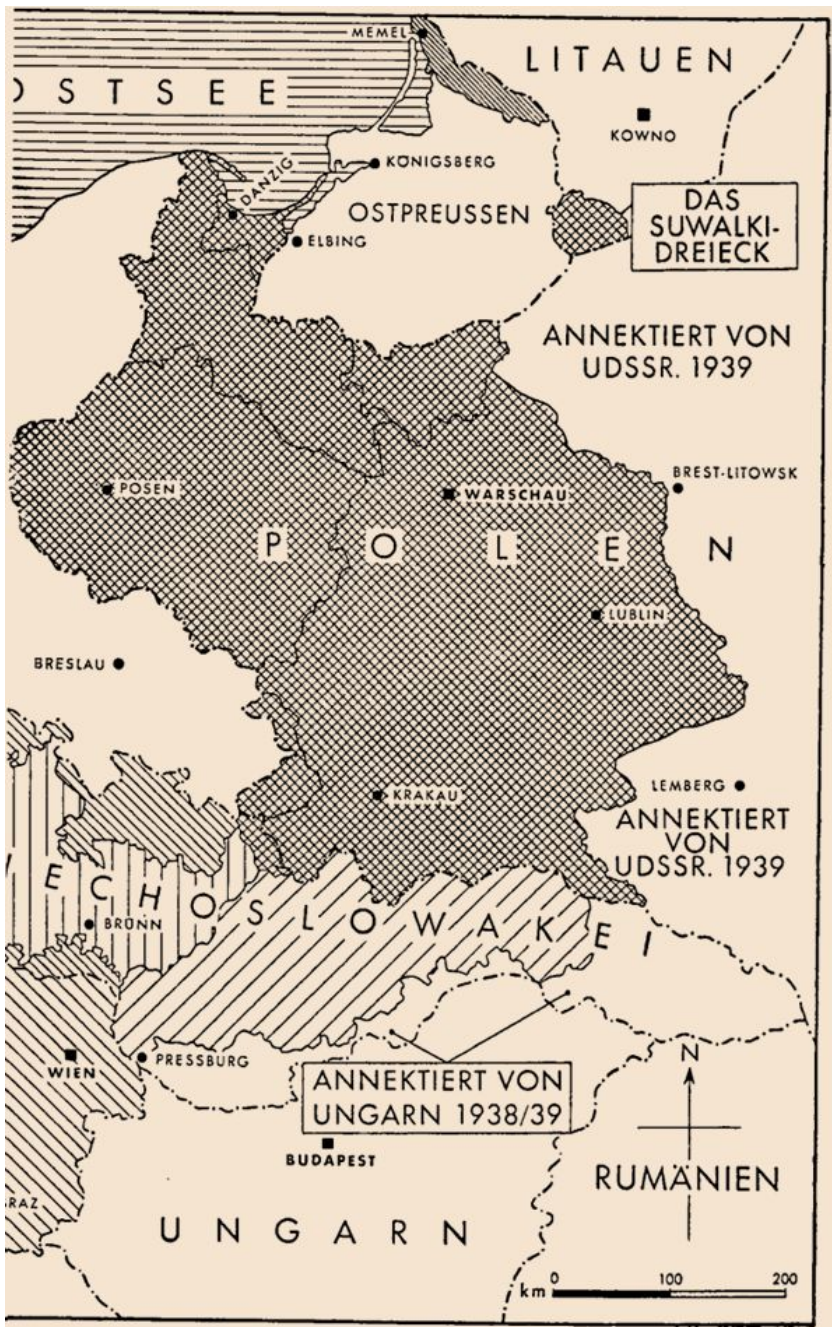 MEMEL
LITAUEN
OSTSEE
KOWNO
KÖNIGSBERG
DANZIG
DAS
SUWALKI-
DREIECK
OSTPREUSSEN
ELBING
ANNEKTIERT VON
UDSSR. 1939
BREST-LITOWSK
POSEN
WARSCHAU
POLEN
LUBLIN
BRESLAU
LEMBERG
KRAKAU
ANNEKTIERT
VON
UDSSR. 1939
ECHOSLOWAKEI
BRÜNN
WIEN
PRESSBURG
N
ANNEKTIERT VON
UNGARN 1938/39
BUDAPEST
RUMÄNIEN
RAZ
UNGARN
0 100 200
km